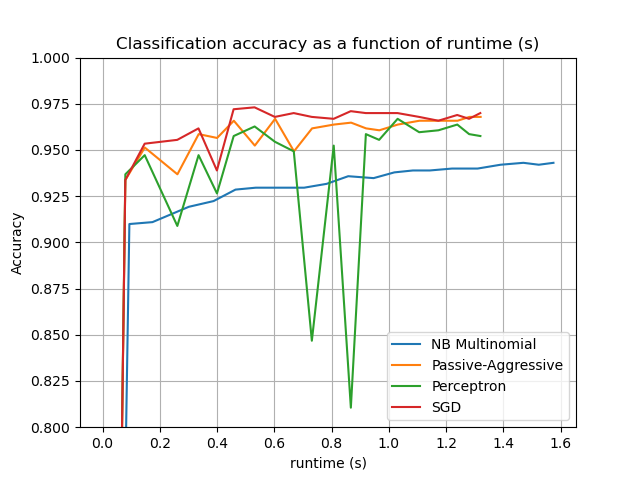 Classification accuracy as a function of runtime (s)
1.000
0.975
0.950
0.925
0.900
0.875
0.850
0.825
0.800
Accuracy
NB Multinomial
Passive-Aggressive
Perceptron
SGD
0.0 0.2 0.4 0.6 0.8 1.0 1.2 1.4 1.6
runtime (s)